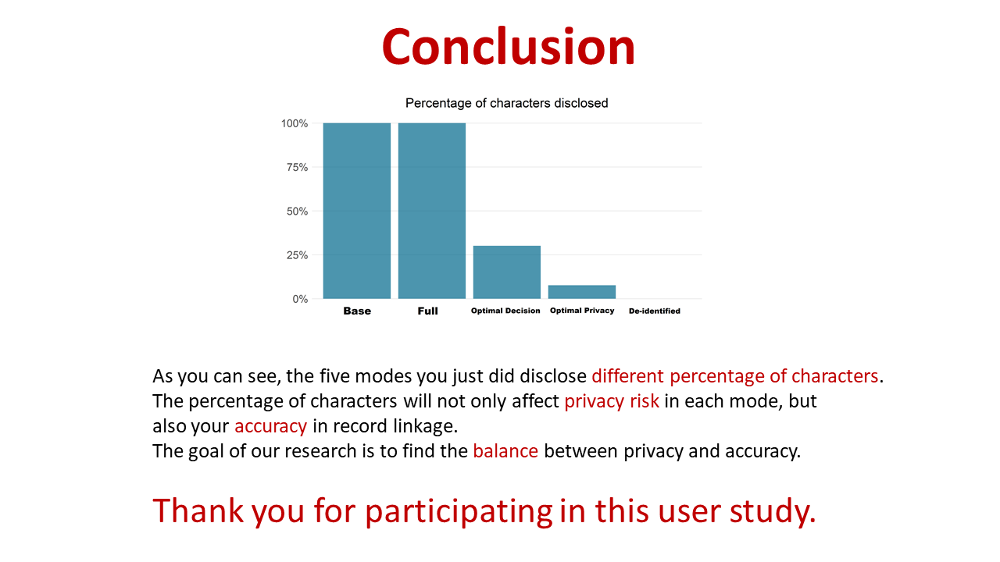 Conclusion
Percentage of characters disclosed
100%
75%
50%
25%
0%
Base Full Optimal Decision Optimal Privacy De-identified
As you can see, the five modes you just did disclose different percentage of characters.
The percentage of characters will not only affect privacy risk in each mode, but
also your accuracy in record linkage.
The goal of our research is to find the balance between privacy and accuracy.
Thank you for participating in this user study.